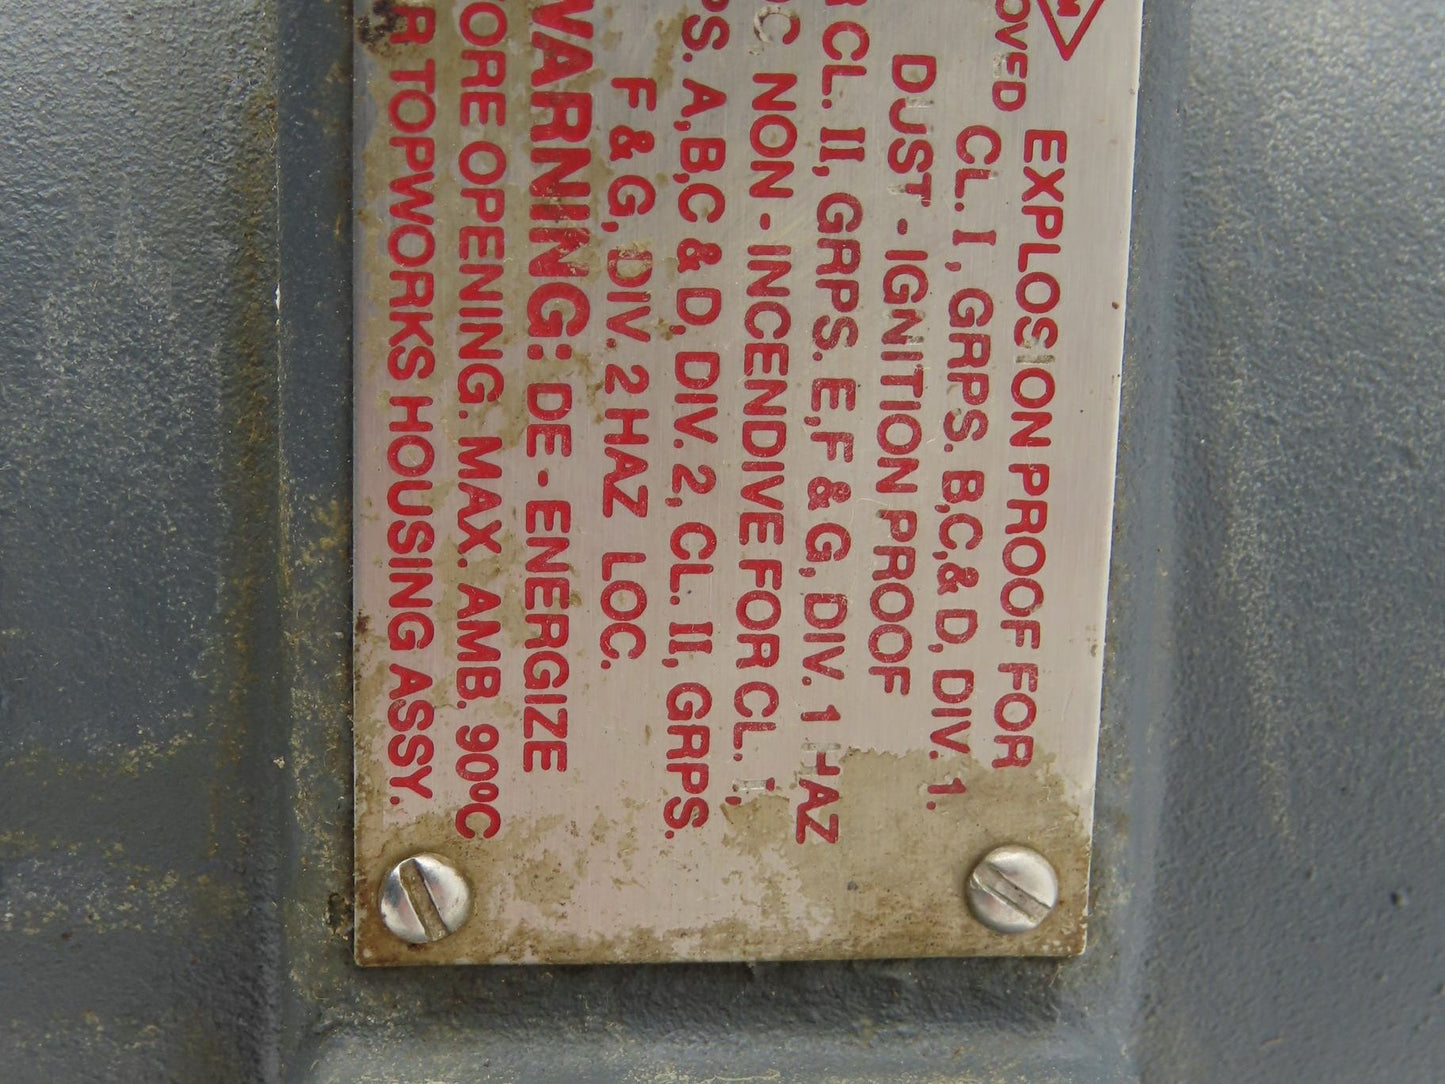 EXPLOSION PROOF FOR
CL. I, GRPS. B,C,& D, DIV. 1.
DUST - IGNITION PROOF
CL. II, GRPS. E,F & G, DIV. 1 HAZ
NON - INCENDIVE FOR CL. I,
A,B,C & D, DIV. 2, CL. II, GRPS.
F & G, DIV. 2 HAZ LOC.
WARNING: DE - ENERGIZE
OPENING. MAX. AMB. 90°C
TOPWORKS HOUSING ASSY.